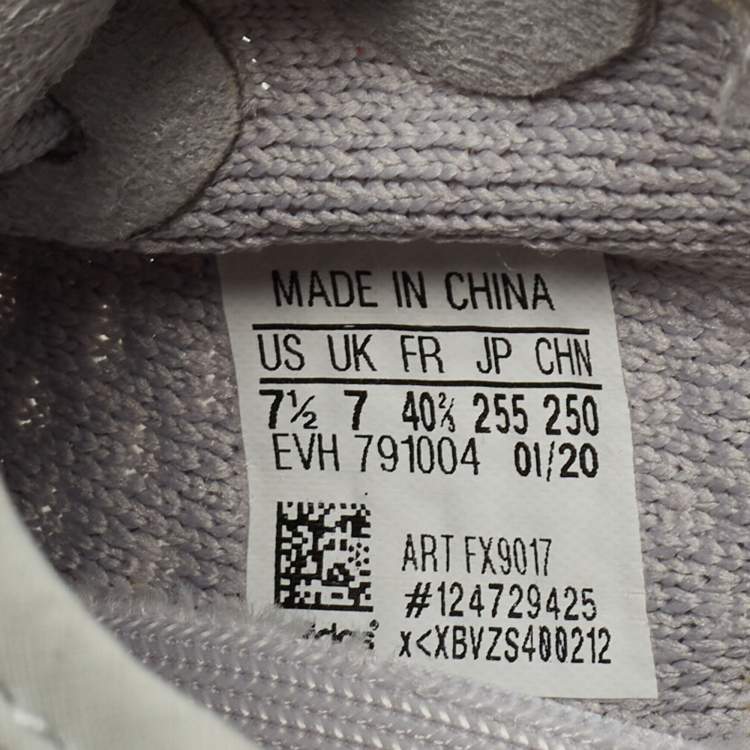 MADE IN CHINA
US UK FR JP CHN
7½ 7 40⅔ 255 250
EVH 791004 01/20
ART FX9017
#124729425
x<XBVZS400212